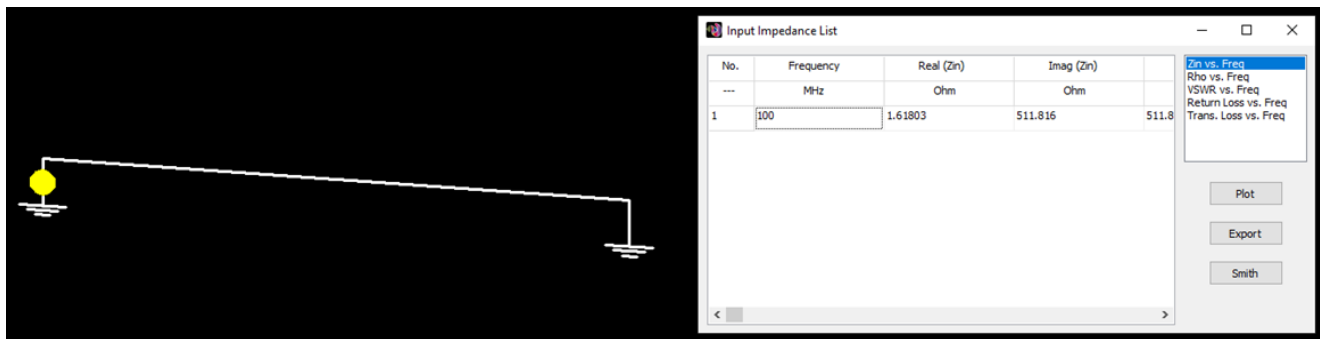 Input Impedance List
No. Frequency Real (Zin) Imag (Zin)
--- MHz Ohm Ohm
1 100 1.61803 511.816 511.8
Zin vs. Freq
Rho vs. Freq
VSWR vs. Freq
Return Loss vs. Freq
Trans. Loss vs. Freq
Plot
Export
Smith